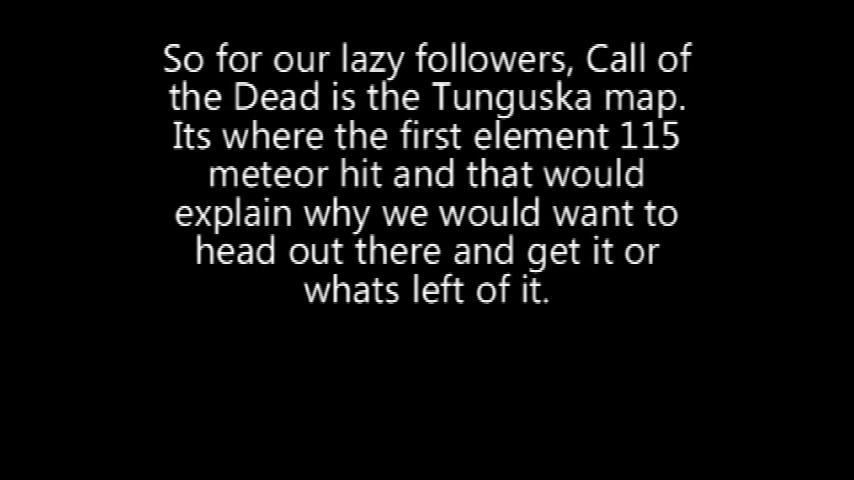 So for our lazy followers, Call of
the Dead is the Tunguska map.
Its where the first element 115
meteor hit and that would
explain why we would want to
head out there and get it or
whats left of it.